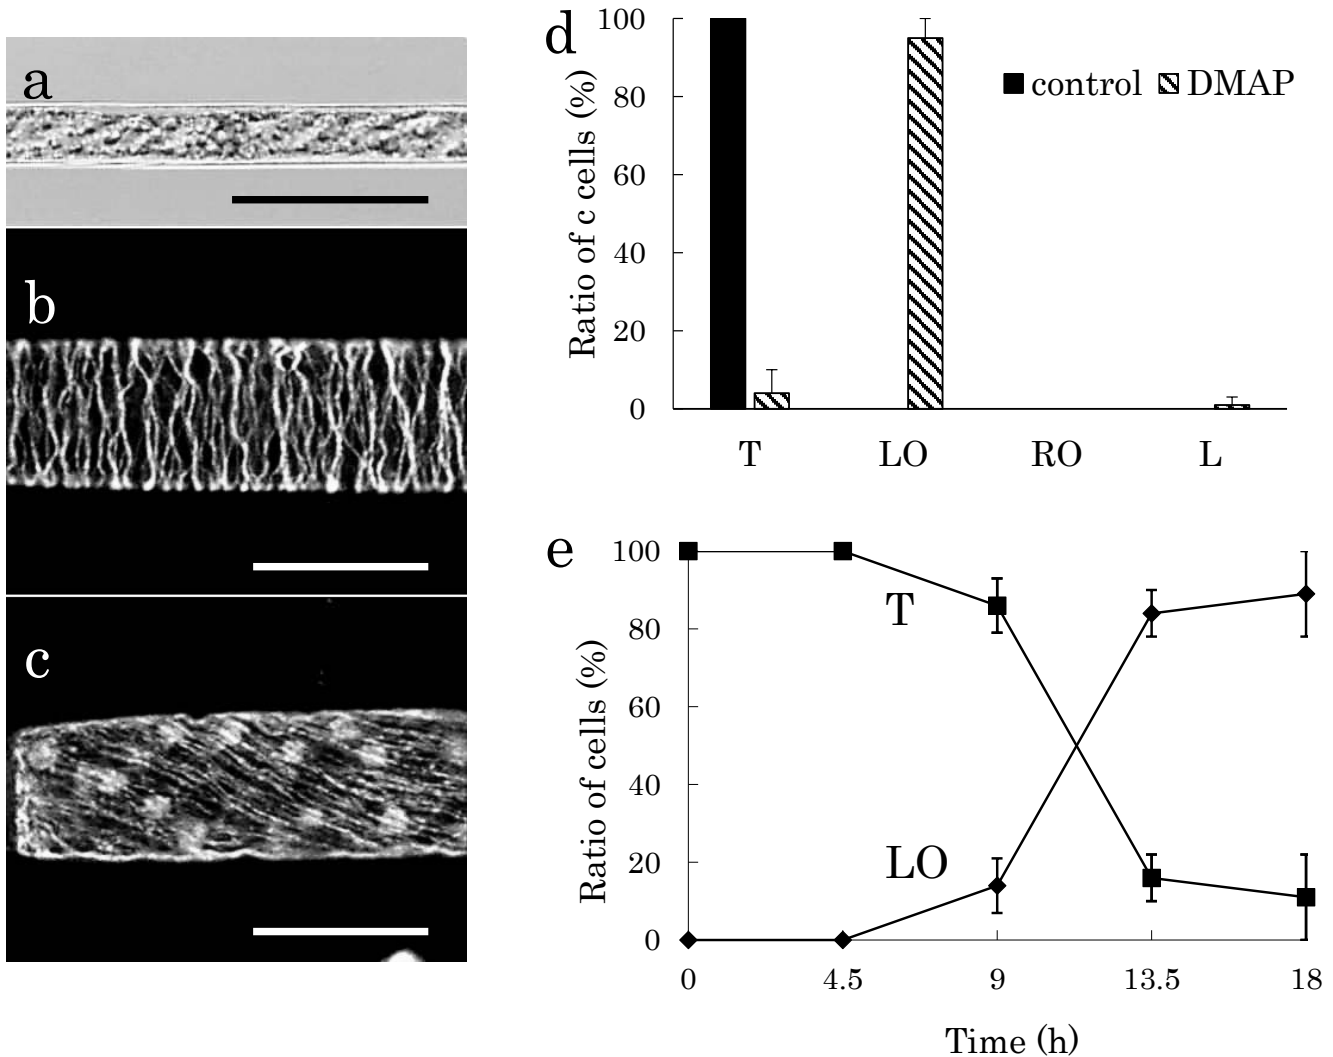 a
b
c
d
Ratio of c cells (%)
100
80
60
40
20
0
control DMAP
T LO RO L
e
Ratio of cells (%)
100
80
60
40
20
0
T
LO
0 4.5 9 13.5 18
Time (h)